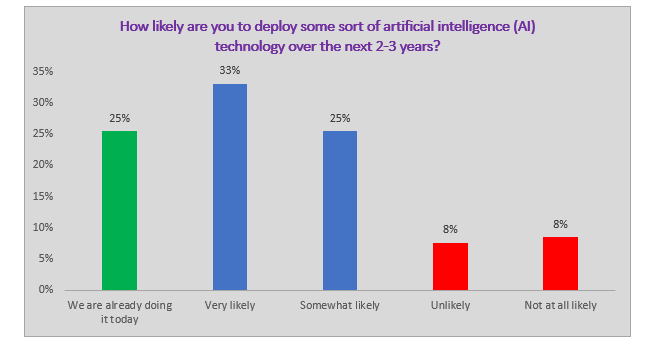 How likely are you to deploy some sort of artificial intelligence (AI)
technology over the next 2-3 years?
35%
30%
25%
20%
15%
10%
5%
0%
25%
33%
25%
8%
8%
We are already doing
it today
Very likely
Somewhat likely
Unlikely
Not at all likely